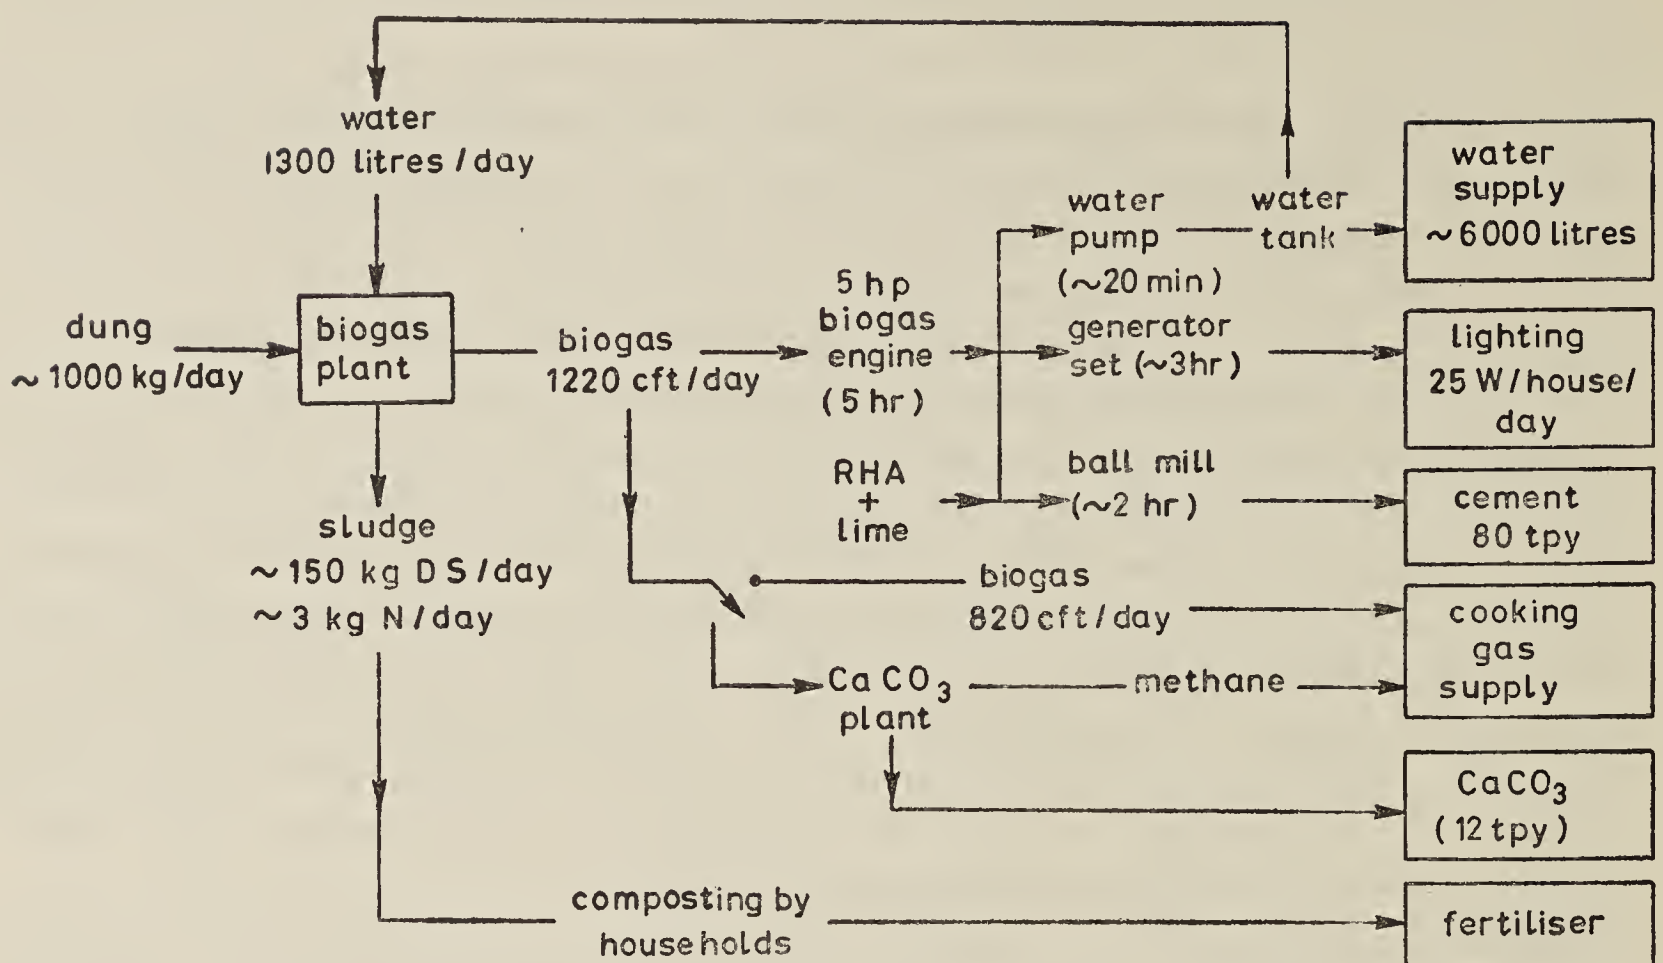 water
1300 litres / day
dung
~ 1000 kg/day
biogas
plant
sludge
~ 150 kg DS/day
~ 3 kg N/day
biogas
1220 cft/day
5 hp
biogas
engine
(5 hr)
RHA
+
lime
water
pump
(~20 min)
water
tank
generator
set (~3hr)
ball mill
(~2 hr)
biogas
820 cft/day
CaCO₃
plant
methane
composting by
households
water
supply
~6000 litres
lighting
25 W/house/
day
cement
80 tpy
cooking
gas
supply
CaCO₃
(12 tpy)
fertiliser